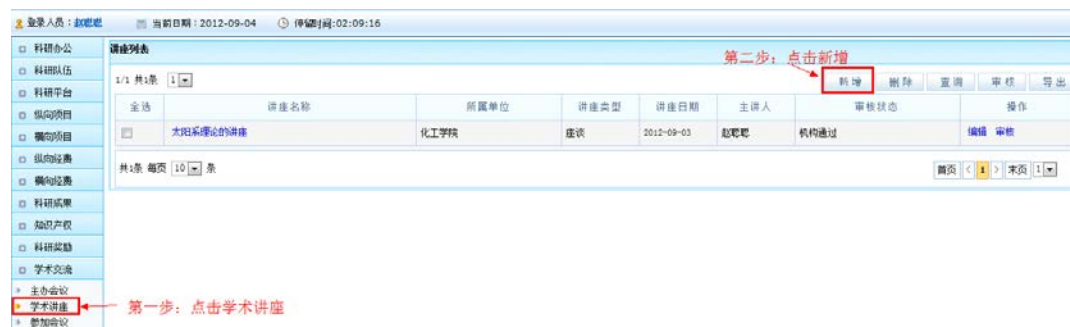 登录人员：赵聪聪 当前日期：2012-09-04 停留时间:02:09:16
科研办公
科研队伍
科研平台
纵向项目
横向项目
纵向经费
横向经费
科研成果
知识产权
科研奖励
学术交流
主办会议
学术讲座
参加会议
讲座列表
第二步：点击新增
1/1 共1条 1
新增 删除 查询 审核 导出
全选 讲座名称 所属单位 讲座类型 讲座日期 主讲人 审核状态 操作
太阳系理论的讲座 化工学院 座谈 2012-09-03 赵聪聪 机构通过 编辑 审核
共1条 每页 10 条 首页 < 1 > 末页 1
第一步：点击学术讲座